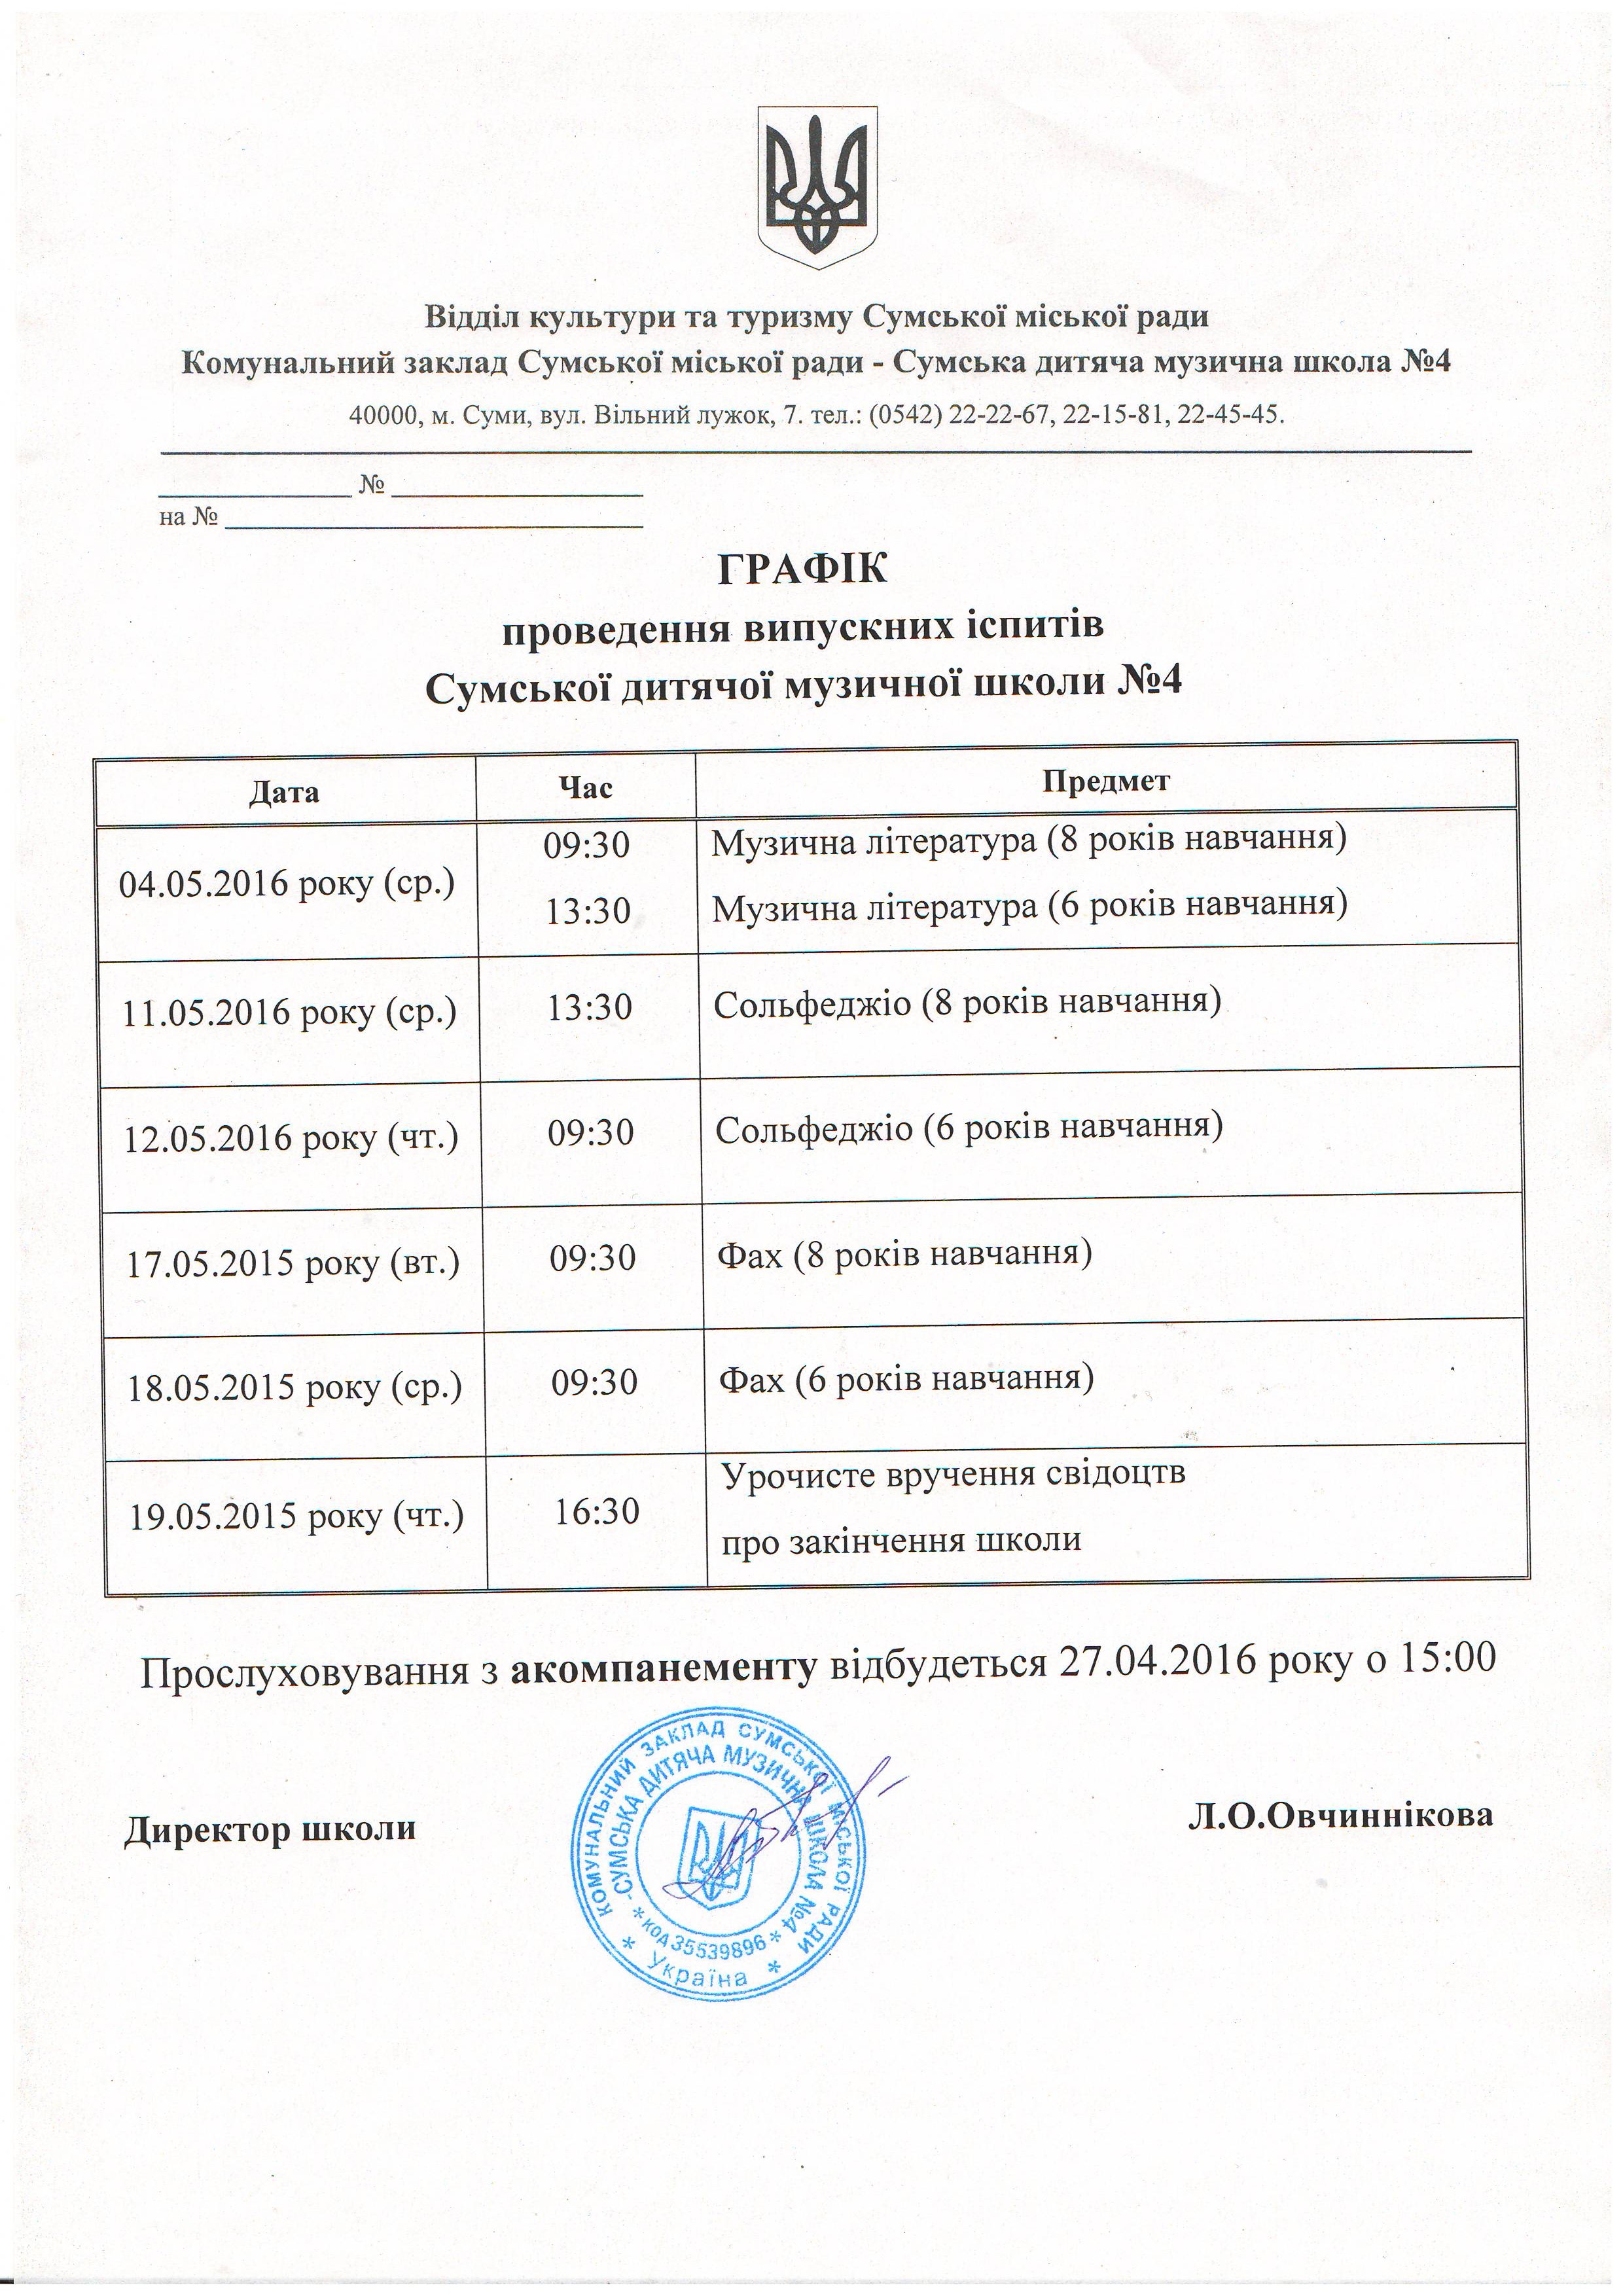 Відділ культури та туризму Сумської міської ради
Комунальний заклад Сумської міської ради - Сумська дитяча музична школа №4
40000, м. Суми, вул. Вільний лужок, 7. тел.: (0542) 22-22-67, 22-15-81, 22-45-45.
_____________ № _________________
на № ____________________________
ГРАФІК
проведення випускних іспитів
Сумської дитячої музичної школи №4
Дата Час Предмет
04.05.2016 року (ср.) 09:30 Музична література (8 років навчання)
13:30 Музична література (6 років навчання)
11.05.2016 року (ср.) 13:30 Сольфеджіо (8 років навчання)
12.05.2016 року (чт.) 09:30 Сольфеджіо (6 років навчання)
17.05.2015 року (вт.) 09:30 Фах (8 років навчання)
18.05.2015 року (ср.) 09:30 Фах (6 років навчання)
19.05.2015 року (чт.) 16:30 Урочисте вручення свідоцтв
про закінчення школи
Прослуховування з акомпанементу відбудеться 27.04.2016 року о 15:00
Директор школи
Л.О.Овчиннікова
КОМУНАЛЬНИЙ ЗАКЛАД СУМСЬКОЇ МІСЬКОЇ РАДИ
- СУМСЬКА ДИТЯЧА МУЗИЧНА ШКОЛА №4
* код 35539896 *
* Україна *